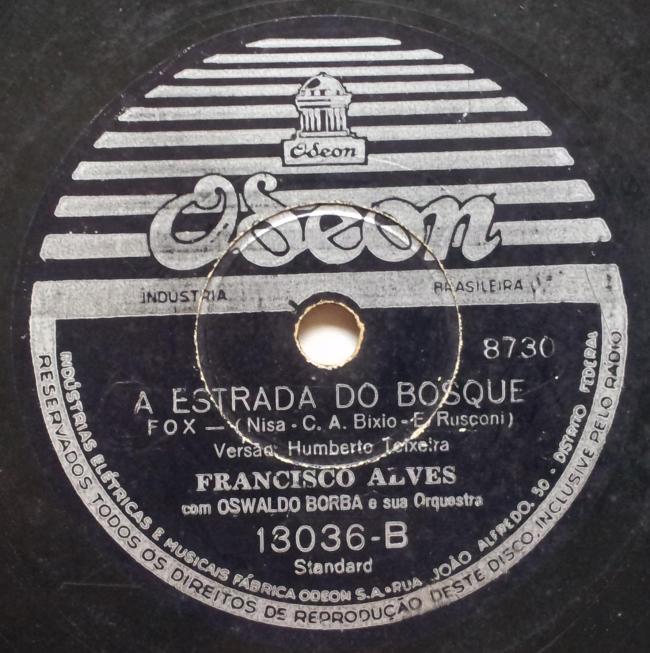 Odeon
Odeon
INDUSTRIA BRASILEIRA
8730
A ESTRADA DO BOSQUE
FOX — (Nisa - C. A. Bixio - E. Rusconi)
Versão: Humberto Teixeira
FRANCISCO ALVES
com OSWALDO BORBA e sua Orquestra
13036-B
Standard
INDÚSTRIAS ELÉTRICAS E MUSICAIS FÁBRICA ODEON S.A. • RUA JOÃO ALFREDO, 50 - DISTRITO FEDERAL
RESERVADOS TODOS OS DIREITOS DE REPRODUÇÃO DESTE DISCO, INCLUSIVE PELO RÁDIO